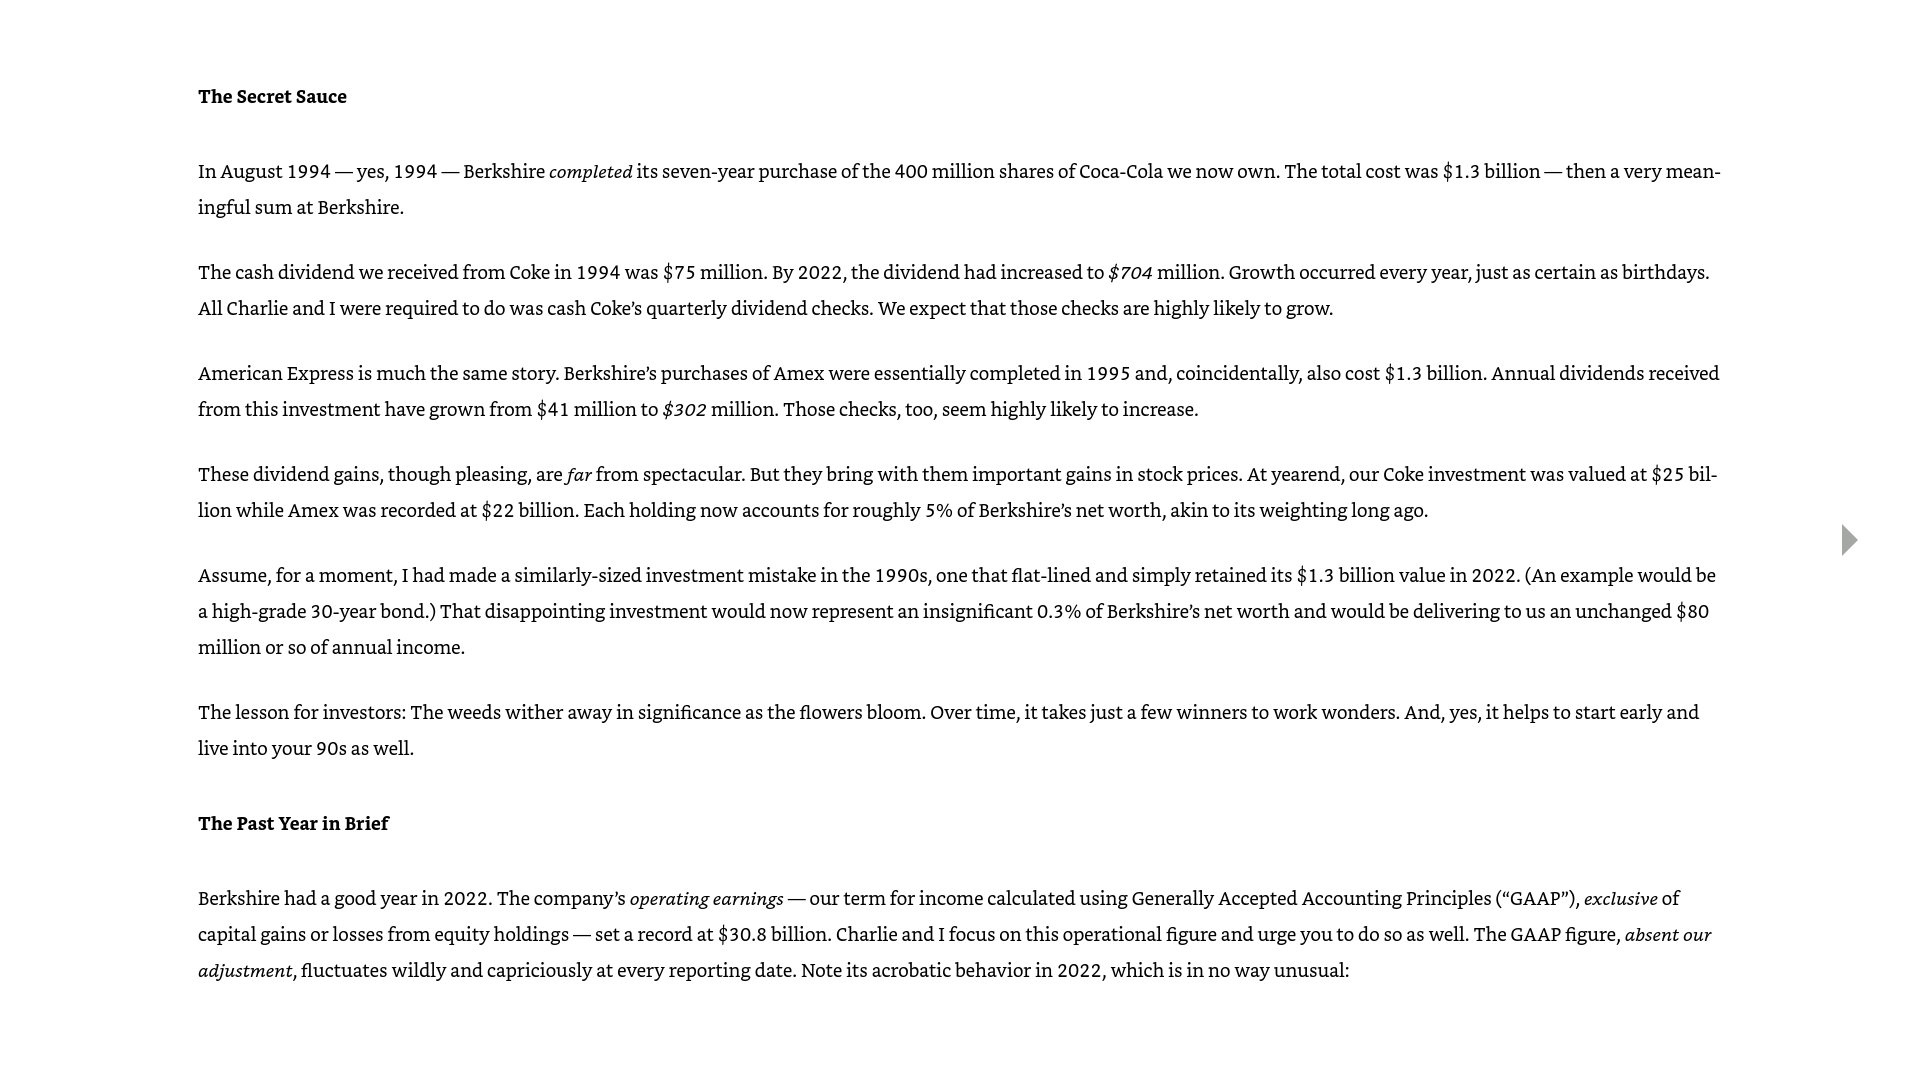 The Secret Sauce
In August 1994 — yes, 1994 — Berkshire completed its seven-year purchase of the 400 million shares of Coca-Cola we now own. The total cost was $1.3 billion — then a very mean-
ingful sum at Berkshire.
The cash dividend we received from Coke in 1994 was $75 million. By 2022, the dividend had increased to $704 million. Growth occurred every year, just as certain as birthdays.
All Charlie and I were required to do was cash Coke’s quarterly dividend checks. We expect that those checks are highly likely to grow.
American Express is much the same story. Berkshire’s purchases of Amex were essentially completed in 1995 and, coincidentally, also cost $1.3 billion. Annual dividends received
from this investment have grown from $41 million to $302 million. Those checks, too, seem highly likely to increase.
These dividend gains, though pleasing, are far from spectacular. But they bring with them important gains in stock prices. At yearend, our Coke investment was valued at $25 bil-
lion while Amex was recorded at $22 billion. Each holding now accounts for roughly 5% of Berkshire’s net worth, akin to its weighting long ago.
Assume, for a moment, I had made a similarly-sized investment mistake in the 1990s, one that flat-lined and simply retained its $1.3 billion value in 2022. (An example would be
a high-grade 30-year bond.) That disappointing investment would now represent an insignificant 0.3% of Berkshire’s net worth and would be delivering to us an unchanged $80
million or so of annual income.
The lesson for investors: The weeds wither away in significance as the flowers bloom. Over time, it takes just a few winners to work wonders. And, yes, it helps to start early and
live into your 90s as well.
The Past Year in Brief
Berkshire had a good year in 2022. The company’s operating earnings — our term for income calculated using Generally Accepted Accounting Principles (“GAAP”), exclusive of
capital gains or losses from equity holdings — set a record at $30.8 billion. Charlie and I focus on this operational figure and urge you to do so as well. The GAAP figure, absent our
adjustment, fluctuates wildly and capriciously at every reporting date. Note its acrobatic behavior in 2022, which is in no way unusual: